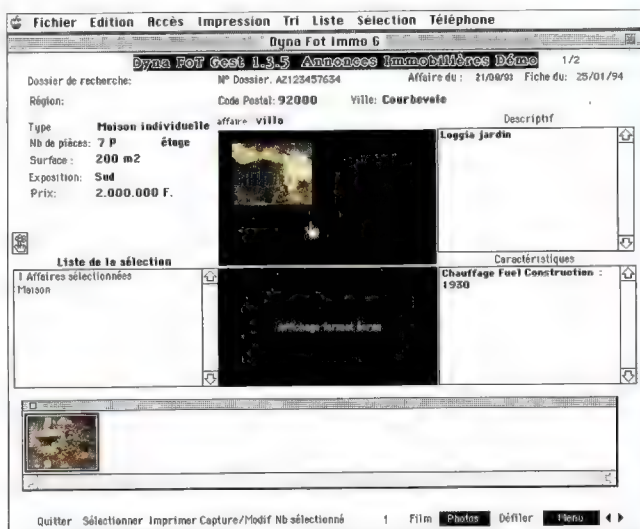 Fichier Edition Accès Impression Tri Liste Sélection Téléphone
Dyna Fot Immo 6
Dyna FoT Gest 1.3.5 Annonces Immobilières Démo 1/2
Dossier de recherche: N° Dossier. AZ123457634 Affaire du : 21/08/93 Fiche du: 25/01/94
Région: Code Postal: 92000 Ville: Courbevoie
Type Maison individuelle affaire villa Descriptif
Nb de pièces: 7 P étage Loggia jardin
Surface : 200 m2
Exposition: Sud
Prix: 2.000.000 F.
Liste de la sélection Caractéristiques
1 Affaires sélectionnées Chauffage Fuel Construction :
Maison 1930
Affichage format écran
Quitter Sélectionner Imprimer Capture/Modif Nb sélectionné 1 Film Photos Défiler Menu